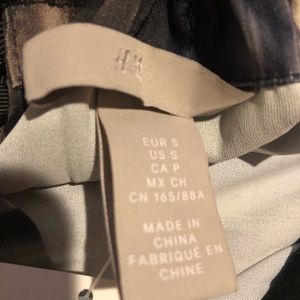 H&M
EUR S
US S
CA P
MX CH
CN 165/88A
MADE IN
CHINA
FABRIQUÉ EN
CHINE